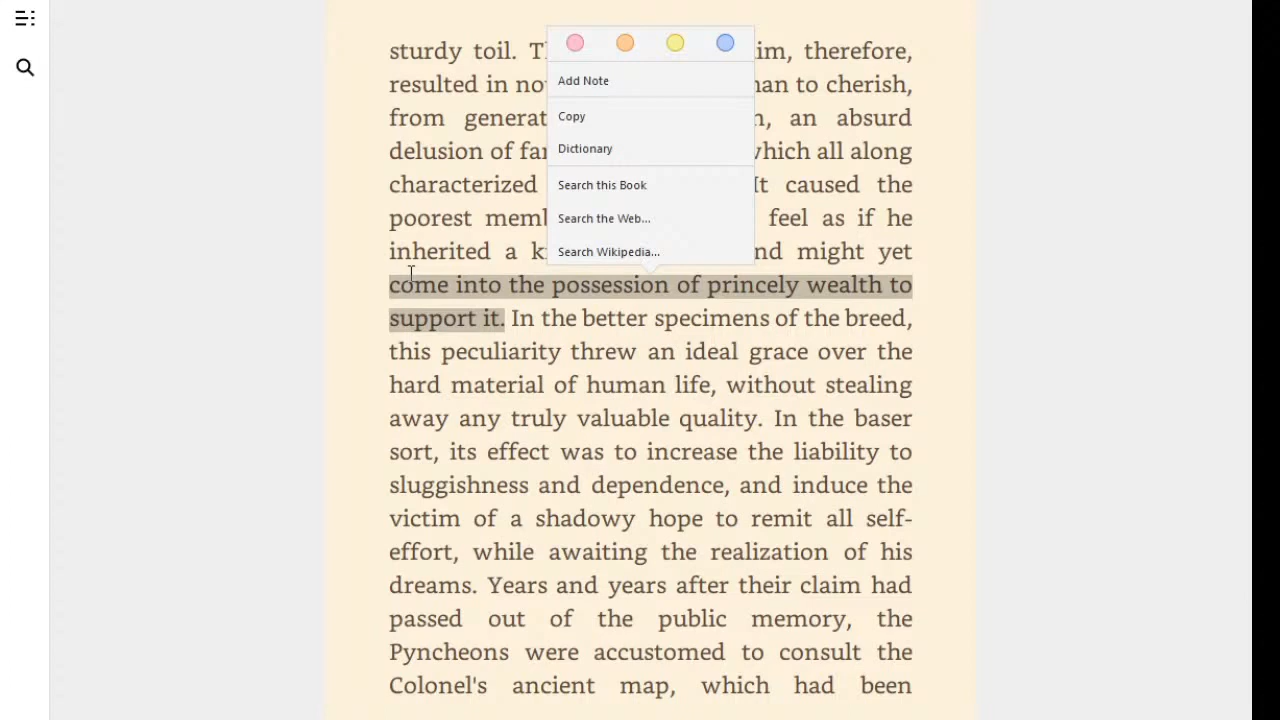 Add Note
Copy
Dictionary
Search this Book
Search the Web...
Search Wikipedia...
sturdy toil. therefore,
resulted in to cherish,
from an absurd
delusion of which all along
characterized It caused the
poorest feel as if he
inherited a and might yet
come into the possession of princely wealth to
support it. In the better specimens of the breed,
this peculiarity threw an ideal grace over the
hard material of human life, without stealing
away any truly valuable quality. In the baser
sort, its effect was to increase the liability to
sluggishness and dependence, and induce the
victim of a shadowy hope to remit all self-
effort, while awaiting the realization of his
dreams. Years and years after their claim had
passed out of the public memory, the
Pyncheons were accustomed to consult the
Colonel's ancient map, which had been